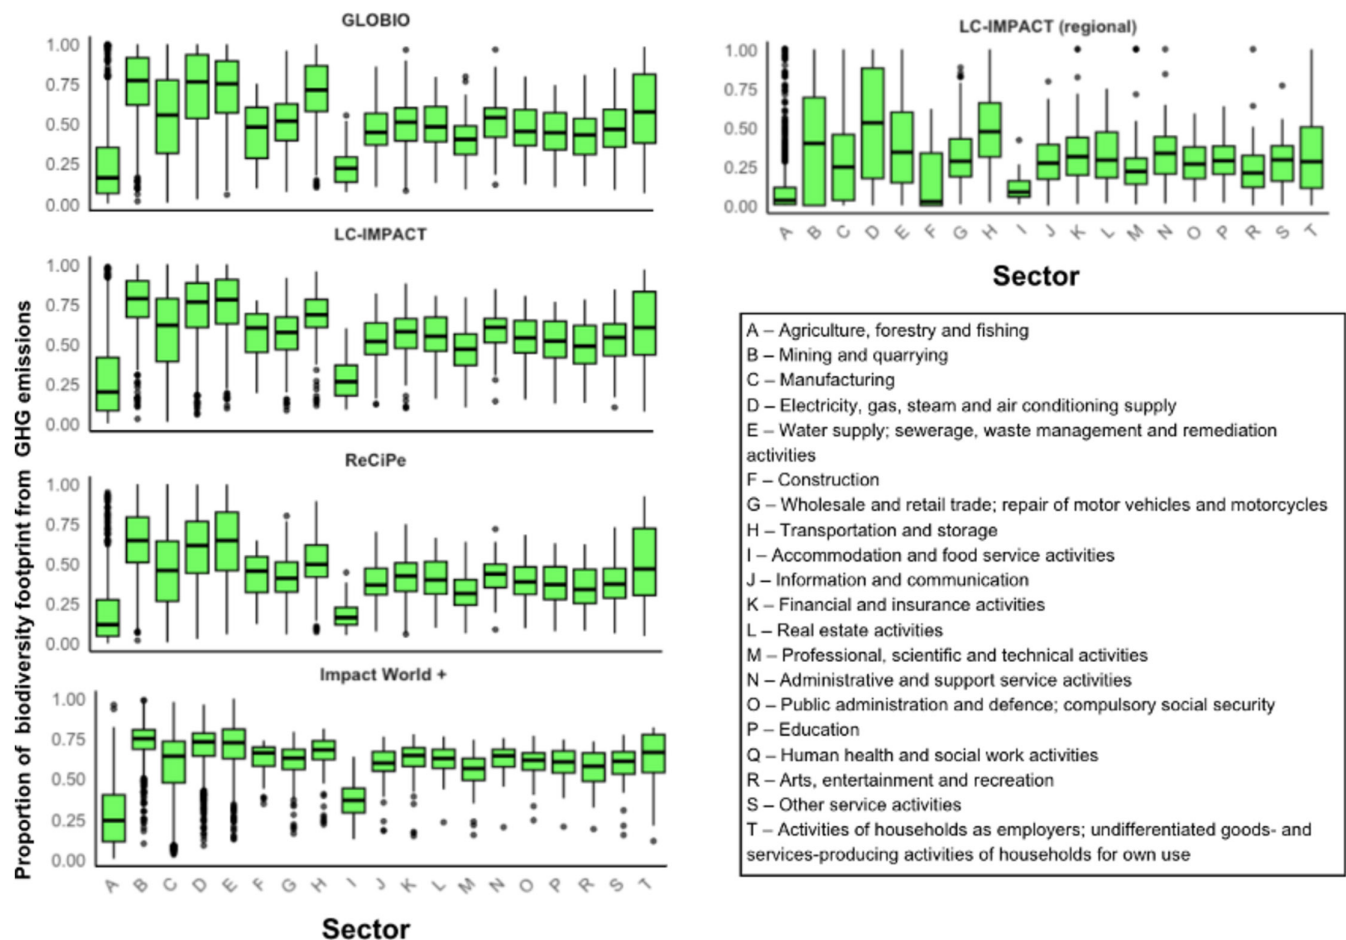 GLOBIO
1.00
0.75
0.50
0.25
0.00
LC-IMPACT
1.00
0.75
0.50
0.25
0.00
ReCiPe
1.00
0.75
0.50
0.25
0.00
Impact World +
1.00
0.75
0.50
0.25
0.00
A B C D E F G H I J K L M N O P R S T
Sector
Proportion of biodiversity footprint from GHG emissions
LC-IMPACT (regional)
1.00
0.75
0.50
0.25
0.00
A B C D E F G H I J K L M N O P R S T
Sector
A – Agriculture, forestry and fishing
B – Mining and quarrying
C – Manufacturing
D – Electricity, gas, steam and air conditioning supply
E – Water supply; sewerage, waste management and remediation
activities
F – Construction
G – Wholesale and retail trade; repair of motor vehicles and motorcycles
H – Transportation and storage
I – Accommodation and food service activities
J – Information and communication
K – Financial and insurance activities
L – Real estate activities
M – Professional, scientific and technical activities
N – Administrative and support service activities
O – Public administration and defence; compulsory social security
P – Education
Q – Human health and social work activities
R – Arts, entertainment and recreation
S – Other service activities
T – Activities of households as employers; undifferentiated goods- and
services-producing activities of households for own use